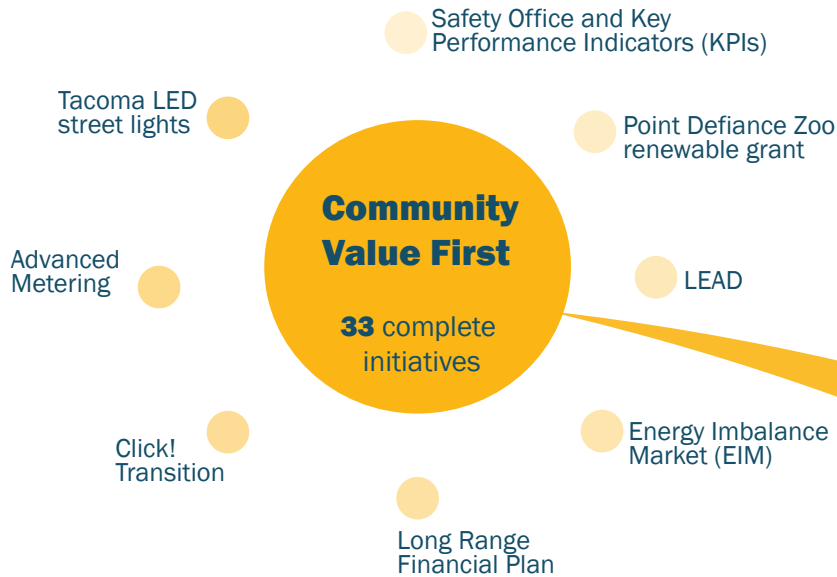 Safety Office and Key
Performance Indicators (KPIs)
Tacoma LED
street lights
Point Defiance Zoo
renewable grant
Community
Value First
33 complete
initiatives
Advanced
Metering
LEAD
Click!
Transition
Energy Imbalance
Market (EIM)
Long Range
Financial Plan